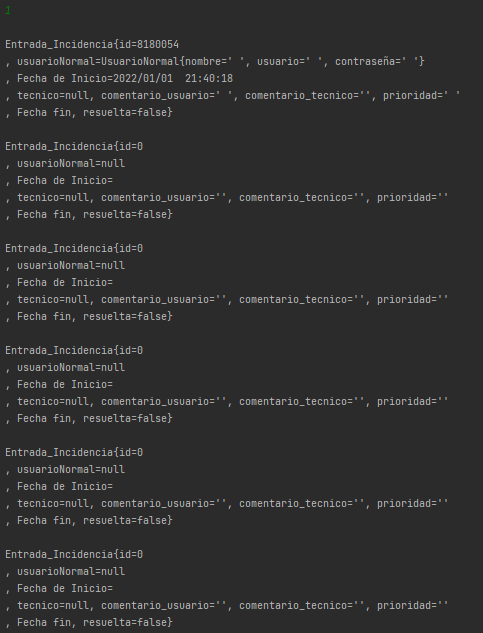 1
Entrada_Incidencia{id=8180054
, usuarioNormal=UsuarioNormal{nombre=' ', usuario=' ', contraseña=' '}
, Fecha de Inicio=2022/01/01  21:40:18
, tecnico=null, comentario_usuario=' ', comentario_tecnico='', prioridad=' '
, Fecha fin, resuelta=false}
Entrada_Incidencia{id=0
, usuarioNormal=null
, Fecha de Inicio=
, tecnico=null, comentario_usuario='', comentario_tecnico='', prioridad=''
, Fecha fin, resuelta=false}
Entrada_Incidencia{id=0
, usuarioNormal=null
, Fecha de Inicio=
, tecnico=null, comentario_usuario='', comentario_tecnico='', prioridad=''
, Fecha fin, resuelta=false}
Entrada_Incidencia{id=0
, usuarioNormal=null
, Fecha de Inicio=
, tecnico=null, comentario_usuario='', comentario_tecnico='', prioridad=''
, Fecha fin, resuelta=false}
Entrada_Incidencia{id=0
, usuarioNormal=null
, Fecha de Inicio=
, tecnico=null, comentario_usuario='', comentario_tecnico='', prioridad=''
, Fecha fin, resuelta=false}
Entrada_Incidencia{id=0
, usuarioNormal=null
, Fecha de Inicio=
, tecnico=null, comentario_usuario='', comentario_tecnico='', prioridad=''
, Fecha fin, resuelta=false}